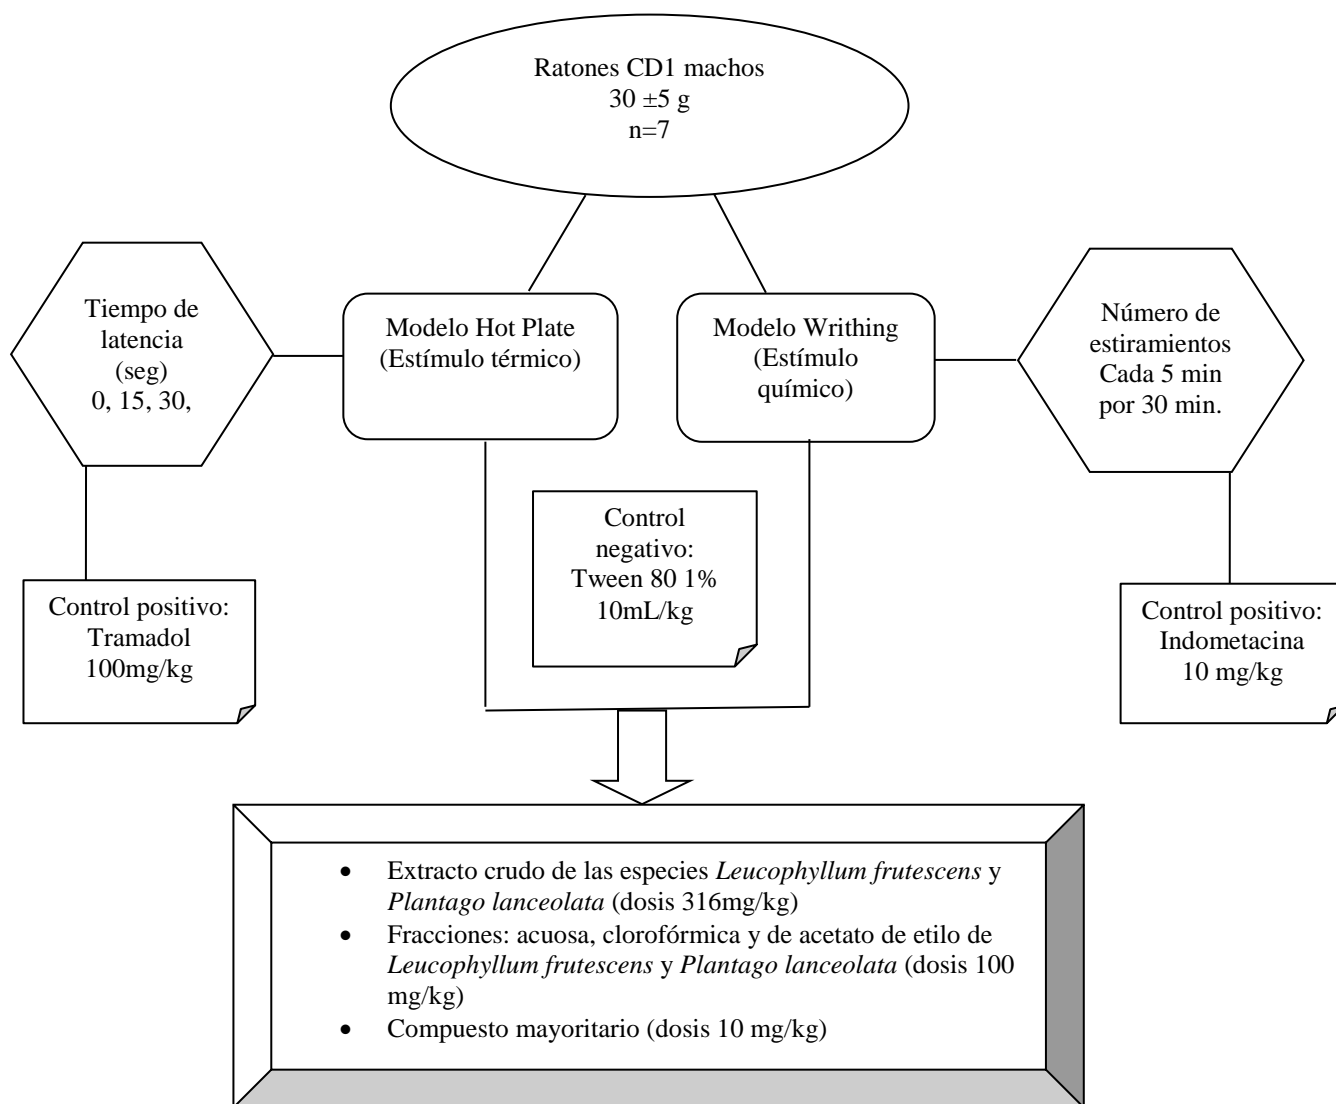 Ratones CD1 machos
30 ±5 g
n=7
Tiempo de
latencia
(seg)
0, 15, 30,
Modelo Hot Plate
(Estímulo térmico)
Modelo Writhing
(Estímulo
químico)
Número de
estiramientos
Cada 5 min
por 30 min.
Control
negativo:
Tween 80 1%
10mL/kg
Control positivo:
Tramadol
100mg/kg
Control positivo:
Indometacina
10 mg/kg
• Extracto crudo de las especies Leucophyllum frutescens y
Plantago lanceolata (dosis 316mg/kg)
• Fracciones: acuosa, clorofórmica y de acetato de etilo de
Leucophyllum frutescens y Plantago lanceolata (dosis 100
mg/kg)
• Compuesto mayoritario (dosis 10 mg/kg)